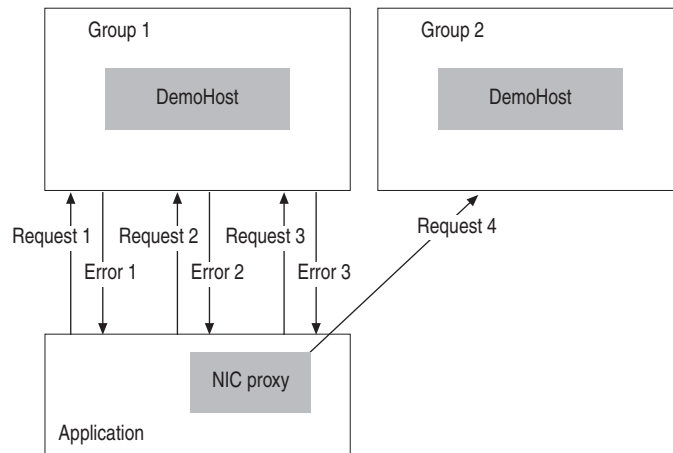 Group 1
Group 2
DemoHost
DemoHost
Request 1
Request 2
Request 3
Request 4
Error 1
Error 2
Error 3
NIC proxy
Application